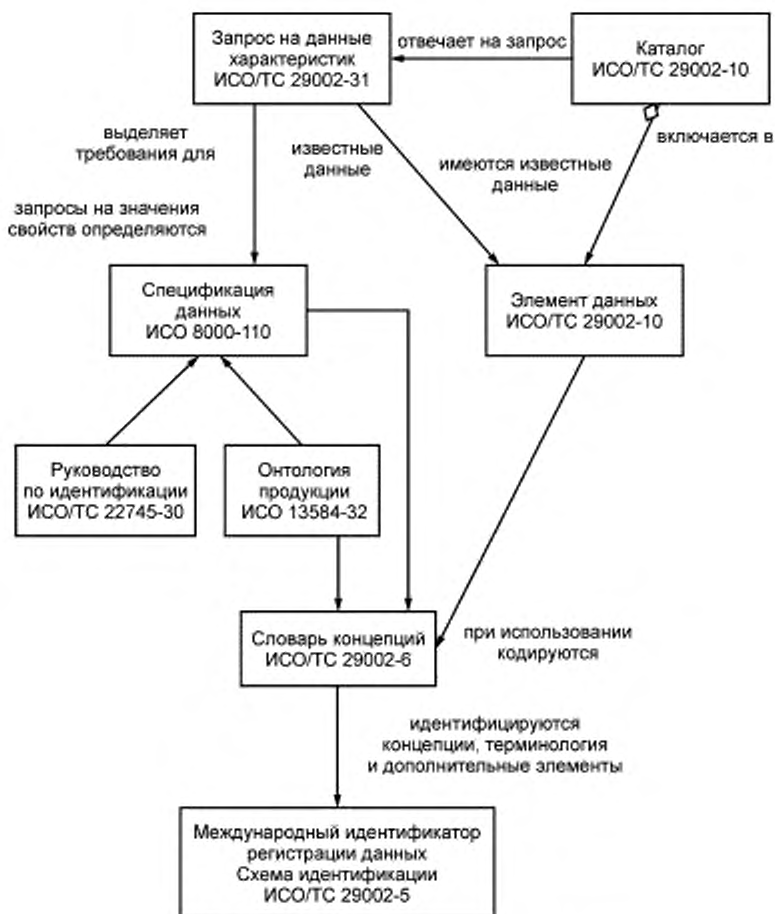 Запрос на данные
характеристик
ИСО/ТС 29002-31
отвечает на запрос
Каталог
ИСО/ТС 29002-10
выделяет
требования для
известные
данные
имеются известные
данные
включается в
запросы на значения
свойств определяются
Спецификация
данных
ИСО 8000-110
Элемент данных
ИСО/ТС 29002-10
Руководство
по идентификации
ИСО/ТС 22745-30
Онтология
продукции
ИСО 13584-32
Словарь концепций
ИСО/ТС 29002-6
при использовании
кодируются
идентифицируются
концепции, терминология
и дополнительные элементы
Международный идентификатор
регистрации данных
Схема идентификации
ИСО/ТС 29002-5